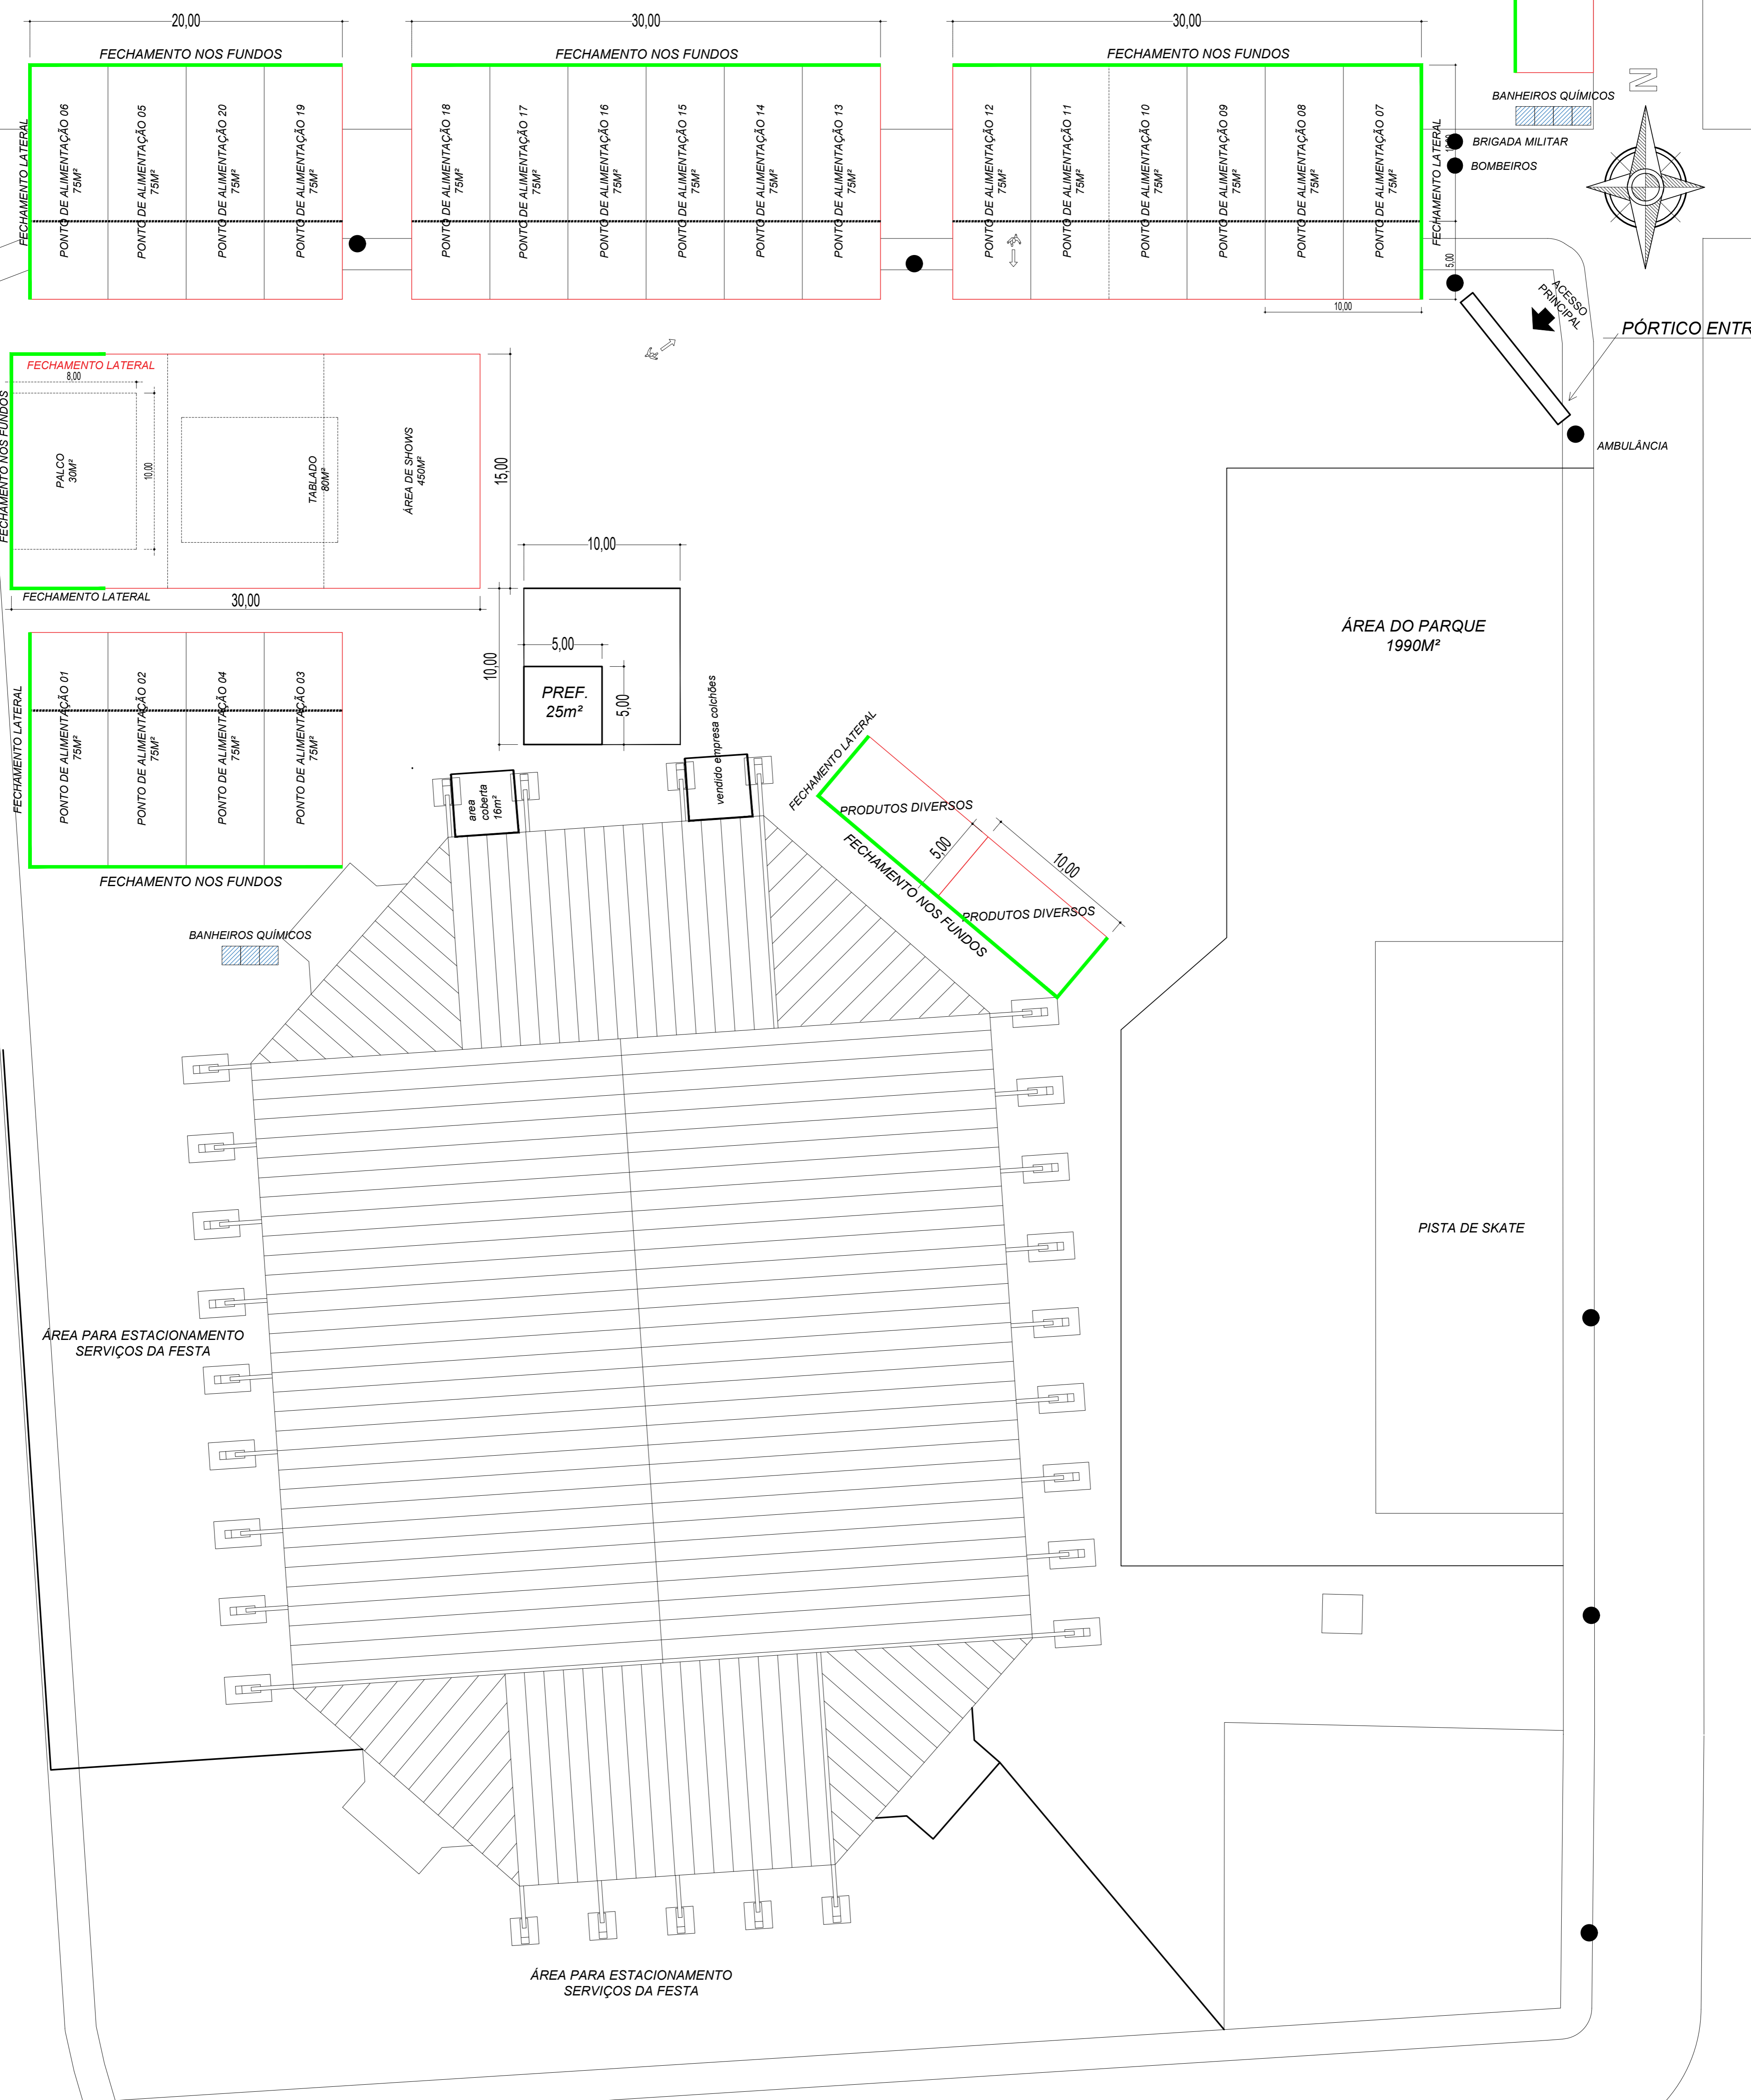 20,00
30,00
30,00
FECHAMENTO NOS FUNDOS
FECHAMENTO NOS FUNDOS
FECHAMENTO NOS FUNDOS
FECHAMENTO LATERAL
PONTO DE ALIMENTAÇÃO 06
75M²
PONTO DE ALIMENTAÇÃO 05
75M²
PONTO DE ALIMENTAÇÃO 20
75M²
PONTO DE ALIMENTAÇÃO 19
75M²
PONTO DE ALIMENTAÇÃO 18
75M²
PONTO DE ALIMENTAÇÃO 17
75M²
PONTO DE ALIMENTAÇÃO 16
75M²
PONTO DE ALIMENTAÇÃO 15
75M²
PONTO DE ALIMENTAÇÃO 14
75M²
PONTO DE ALIMENTAÇÃO 13
75M²
PONTO DE ALIMENTAÇÃO 12
75M²
PONTO DE ALIMENTAÇÃO 11
75M²
PONTO DE ALIMENTAÇÃO 10
75M²
PONTO DE ALIMENTAÇÃO 09
75M²
PONTO DE ALIMENTAÇÃO 08
75M²
PONTO DE ALIMENTAÇÃO 07
75M²
FECHAMENTO LATERAL
5,00
10,00
BANHEIROS QUÍMICOS
BRIGADA MILITAR
BOMBEIROS
N
ACESSO
PRINCIPAL
PÓRTICO ENTR
AMBULÂNCIA
FECHAMENTO LATERAL
8,00
FECHAMENTO NOS FUNDOS
PALCO
30M²
10,00
TABLADO
80M²
ÁREA DE SHOWS
450M²
15,00
FECHAMENTO LATERAL
30,00
10,00
10,00
5,00
PREF.
25m²
5,00
FECHAMENTO LATERAL
PONTO DE ALIMENTAÇÃO 01
75M²
PONTO DE ALIMENTAÇÃO 02
75M²
PONTO DE ALIMENTAÇÃO 04
75M²
PONTO DE ALIMENTAÇÃO 03
75M²
FECHAMENTO NOS FUNDOS
area
coberta
16m²
vendido empresa colchões
FECHAMENTO LATERAL
PRODUTOS DIVERSOS
5,00
10,00
FECHAMENTO NOS FUNDOS
PRODUTOS DIVERSOS
ÁREA DO PARQUE
1990M²
BANHEIROS QUÍMICOS
PISTA DE SKATE
ÁREA PARA ESTACIONAMENTO
SERVIÇOS DA FESTA
ÁREA PARA ESTACIONAMENTO
SERVIÇOS DA FESTA